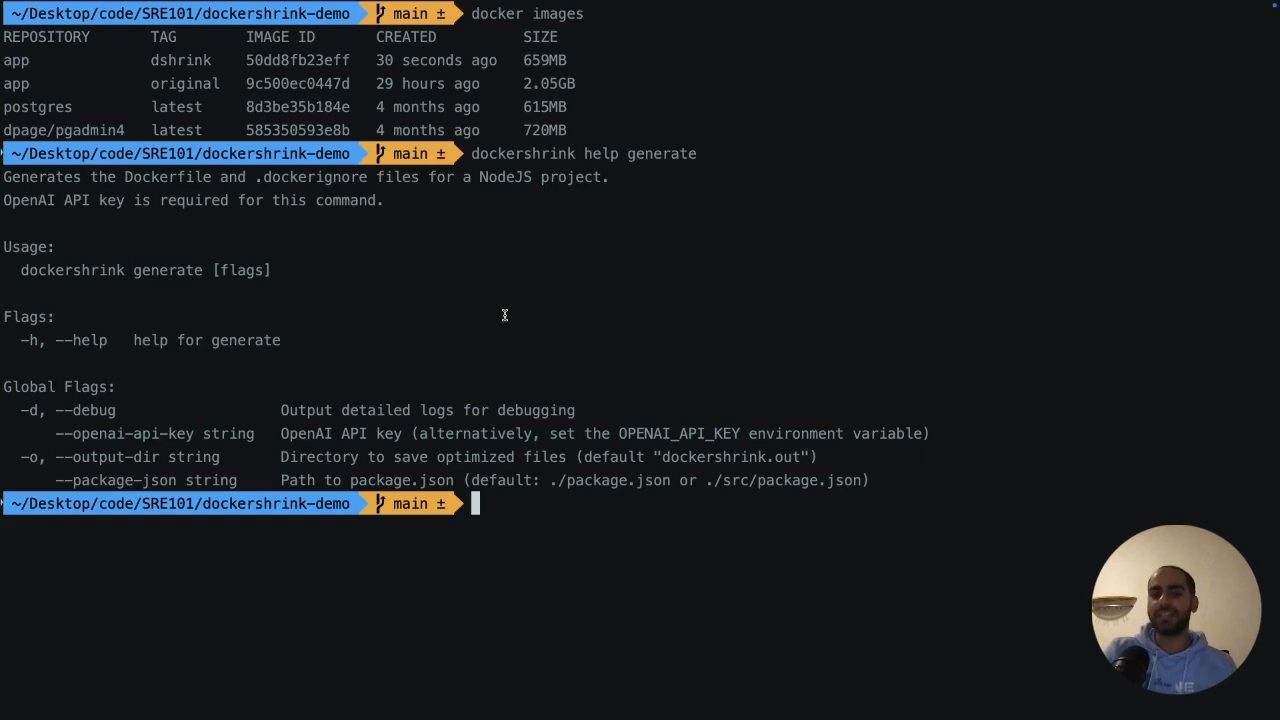 ~/Desktop/code/SRE101/dockershrink-demo main ± docker images
REPOSITORY TAG IMAGE ID CREATED SIZE
app dshrink 50dd8fb23eff 30 seconds ago 659MB
app original 9c500ec0447d 29 hours ago 2.05GB
postgres latest 8d3be35b184e 4 months ago 615MB
dpage/pgadmin4 latest 585350593e8b 4 months ago 720MB
~/Desktop/code/SRE101/dockershrink-demo main ± dockershrink help generate
Generates the Dockerfile and .dockerignore files for a NodeJS project.
OpenAI API key is required for this command.
Usage:
dockershrink generate [flags]
Flags:
-h, --help help for generate
Global Flags:
-d, --debug Output detailed logs for debugging
--openai-api-key string OpenAI API key (alternatively, set the OPENAI_API_KEY environment variable)
-o, --output-dir string Directory to save optimized files (default "dockershrink.out")
--package-json string Path to package.json (default: ./package.json or ./src/package.json)
~/Desktop/code/SRE101/dockershrink-demo main ±